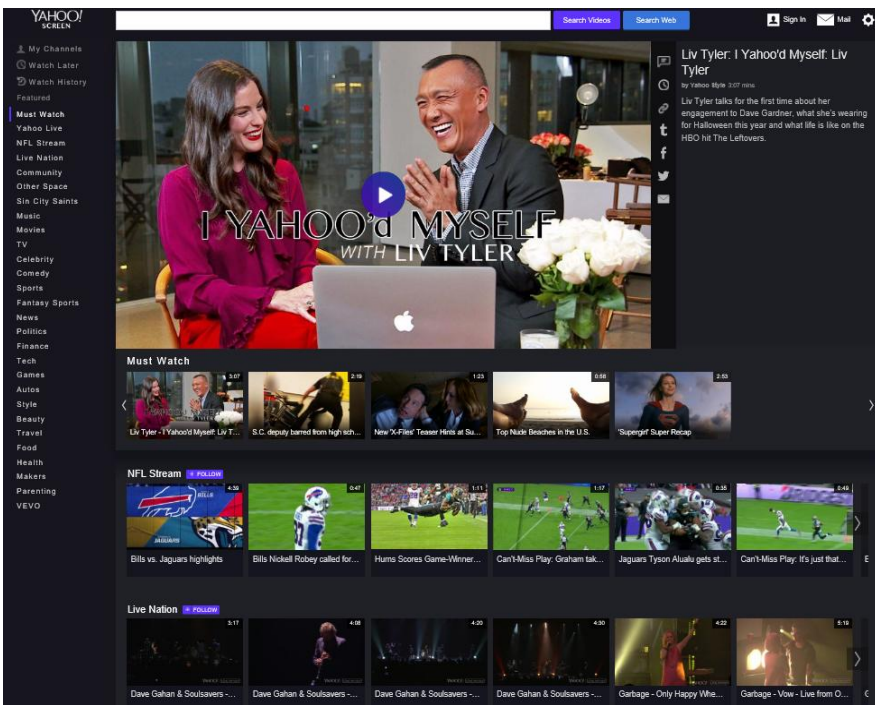 YAHOO!
SCREEN
Search Videos
Search Web
Sign In
Mail
My Channels
Watch Later
Watch History
Featured
Must Watch
Yahoo Live
NFL Stream
Live Nation
Community
Other Space
Sin City Saints
Music
Movies
TV
Celebrity
Comedy
Sports
Fantasy Sports
News
Politics
Finance
Tech
Games
Autos
Style
Beauty
Travel
Food
Health
Makers
Parenting
VEVO
I YAHOO'd MYSELF
WITH LIV TYLER
Liv Tyler: I Yahoo'd Myself: Liv
Tyler
by Yahoo Style 3:07 mins
Liv Tyler talks for the first time about her
engagement to Dave Gardner, what she's wearing
for Halloween this year and what life is like on the
HBO hit The Leftovers.
Must Watch
3:07
Liv Tyler - I Yahoo'd Myself: Liv T...
2:19
S.C. deputy barred from high sch...
1:23
New 'X-Files' Teaser Hints at Su...
0:58
Top Nude Beaches in the U.S.
2:53
'Supergirl' Super Recap
NFL Stream
+ FOLLOW
BILLS
JAGUARS
4:39
Bills vs. Jaguars highlights
0:47
Bills Nickell Robey called for...
1:11
Hurns Scores Game-Winner...
1:17
Can't-Miss Play: Graham tak...
0:35
Jaguars Tyson Alualu gets st...
0:49
Can't-Miss Play: It's just that...
Live Nation
+ FOLLOW
3:17
Dave Gahan & Soulsavers -...
4:08
Dave Gahan & Soulsavers -...
4:20
Dave Gahan & Soulsavers -...
4:30
Dave Gahan & Soulsavers -...
4:22
Garbage - Only Happy Whe...
5:19
Garbage - Vow - Live from O...